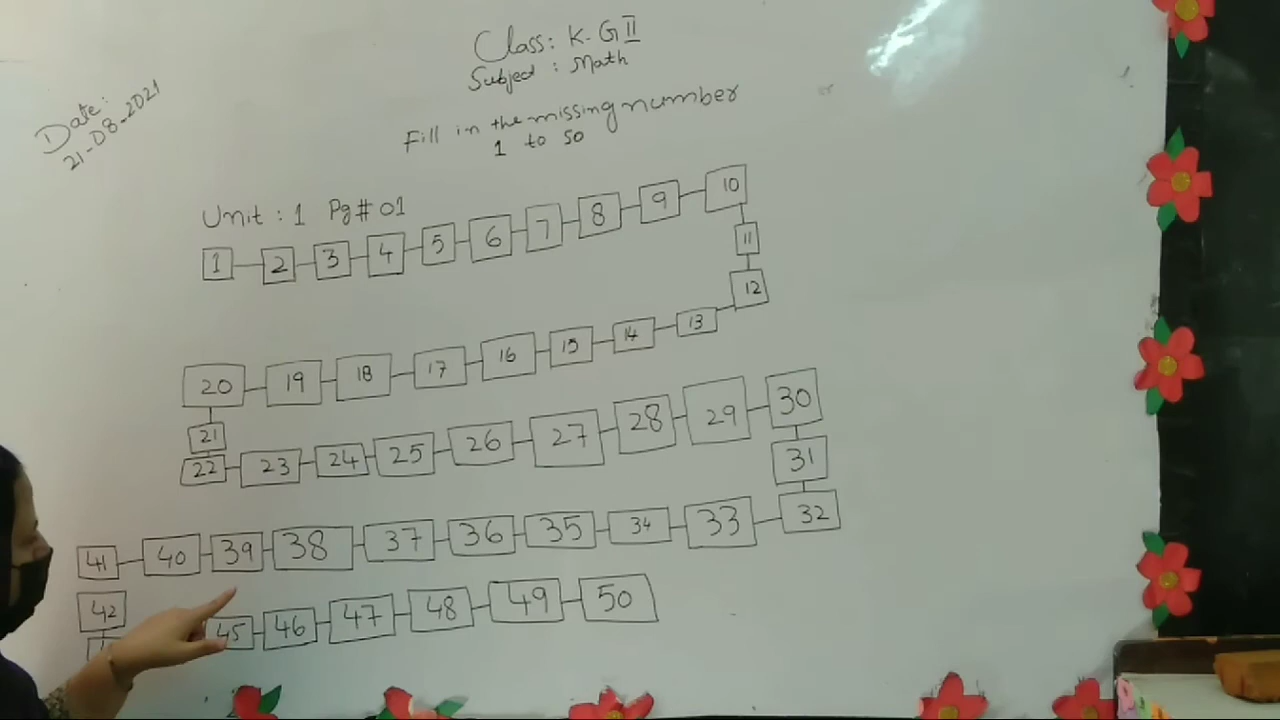 Class: K.G II
Subject: Math
Date:
21-08-2021
Fill in the missing number
1 to 50
Unit: 1 Pg# 01
1 2 3 4 5 6 7 8 9 10
11
12
20 19 18 17 16 15 14 13
21
22 23 24 25 26 27 28 29 30
31
41 40 39 38 37 36 35 34 33 32
42
45 46 47 48 49 50